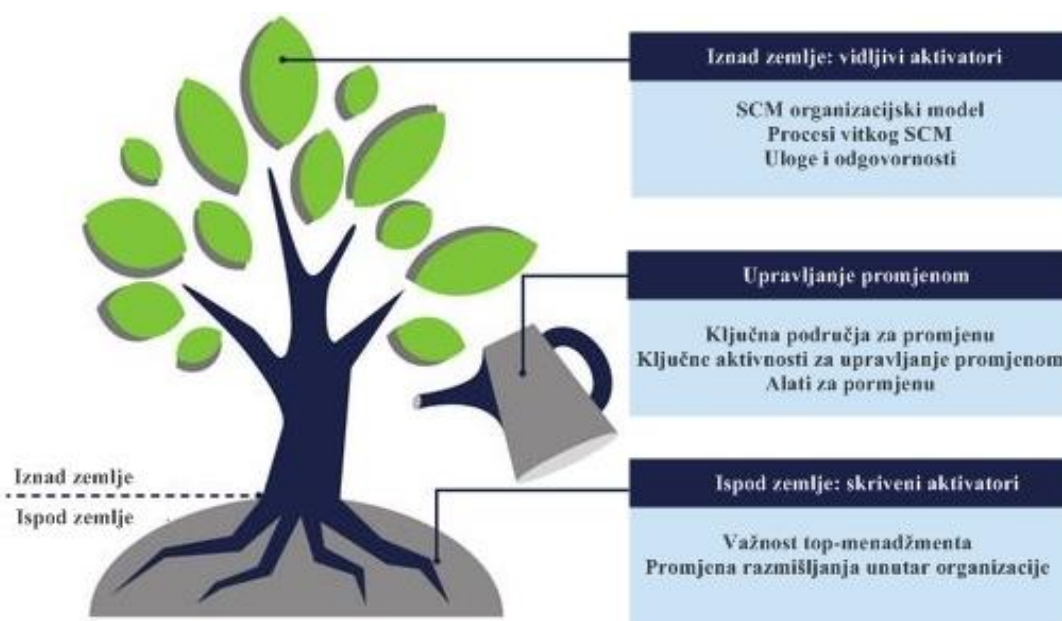 Iznad zemlje: vidljivi aktivatori
SCM organizacijski model
Procesi vitkog SCM
Uloge i odgovornosti
Upravljanje promjenom
Ključna područja za promjenu
Ključne aktivnosti za upravljanje promjenom
Alati za pormjenu
Iznad zemlje
Ispod zemlje
Ispod zemlje: skriveni aktivatori
Važnost top-menadžmenta
Promjena razmišljanja unutar organizacije